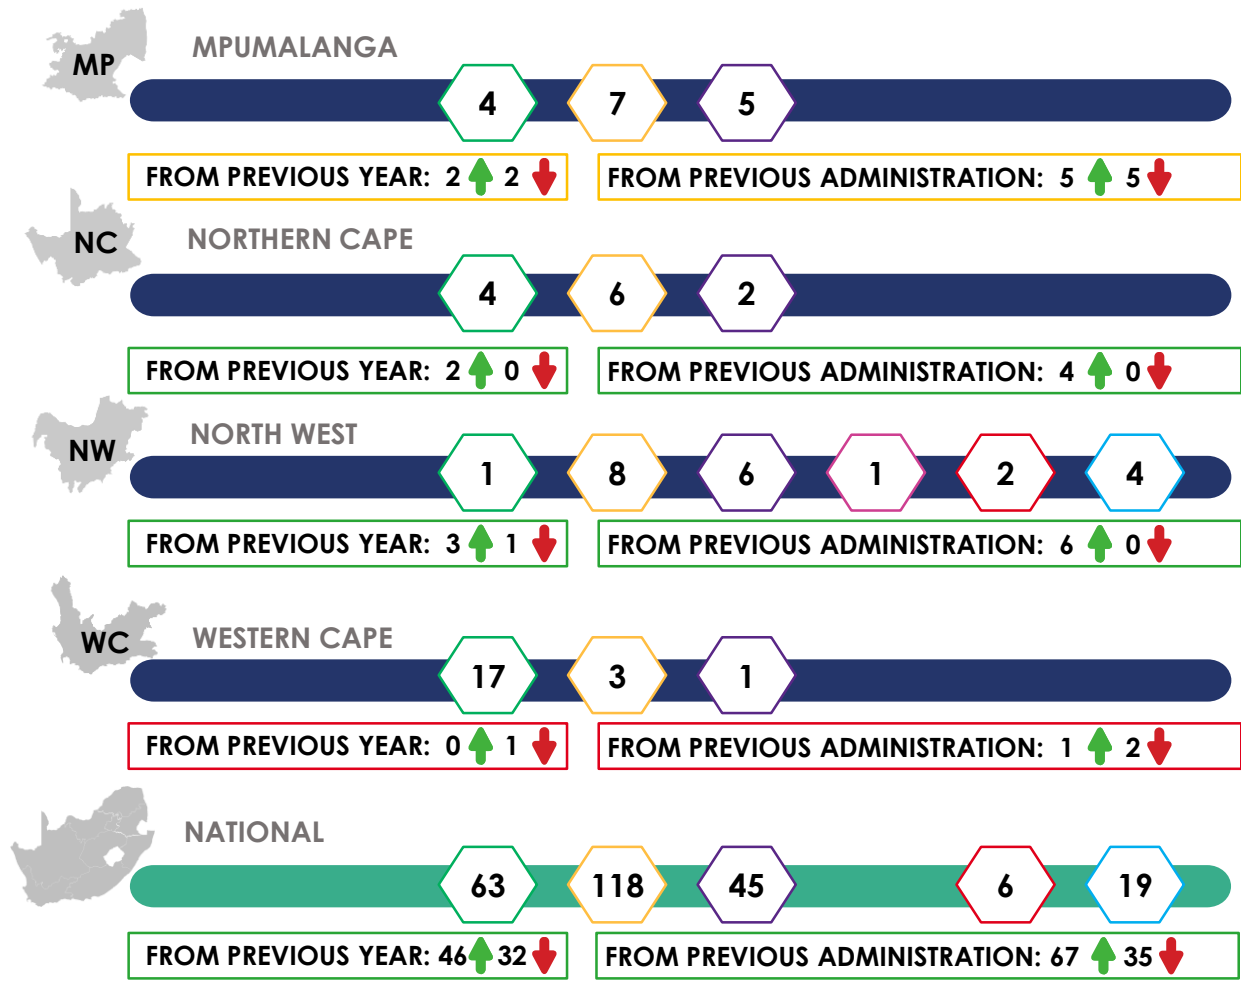 MPUMALANGA
MP
4 7 5
FROM PREVIOUS YEAR: 2 2
FROM PREVIOUS ADMINISTRATION: 5 5
NORTHERN CAPE
NC
4 6 2
FROM PREVIOUS YEAR: 2 0
FROM PREVIOUS ADMINISTRATION: 4 0
NORTH WEST
NW
1 8 6 1 2 4
FROM PREVIOUS YEAR: 3 1
FROM PREVIOUS ADMINISTRATION: 6 0
WESTERN CAPE
WC
17 3 1
FROM PREVIOUS YEAR: 0 1
FROM PREVIOUS ADMINISTRATION: 1 2
NATIONAL
63 118 45 6 19
FROM PREVIOUS YEAR: 46 32
FROM PREVIOUS ADMINISTRATION: 67 35